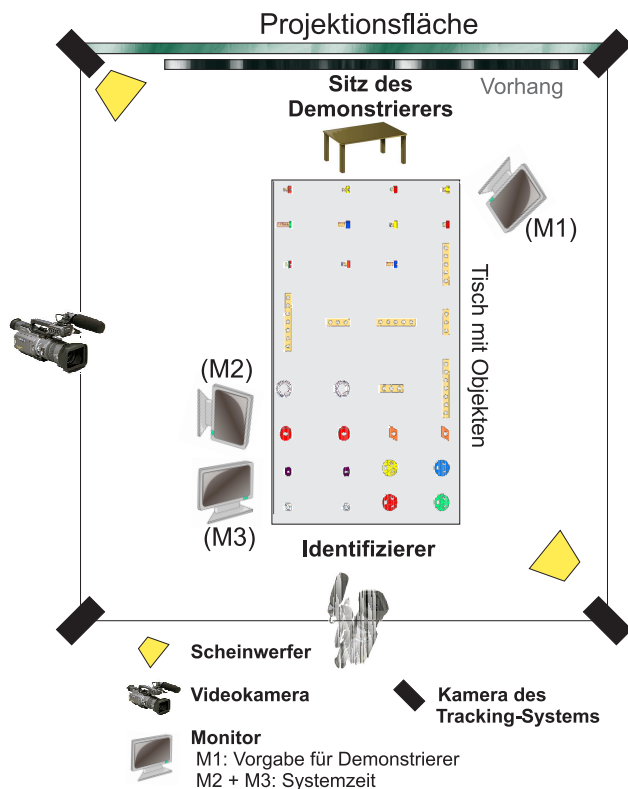 Projektionsfläche
Sitz des
Demonstrierers
Vorhang
(M1)
Tisch mit Objekten
(M2)
(M3)
Identifizierer
Scheinwerfer
Videokamera
Kamera des
Tracking-Systems
Monitor
M1: Vorgabe für Demonstrierer
M2 + M3: Systemzeit